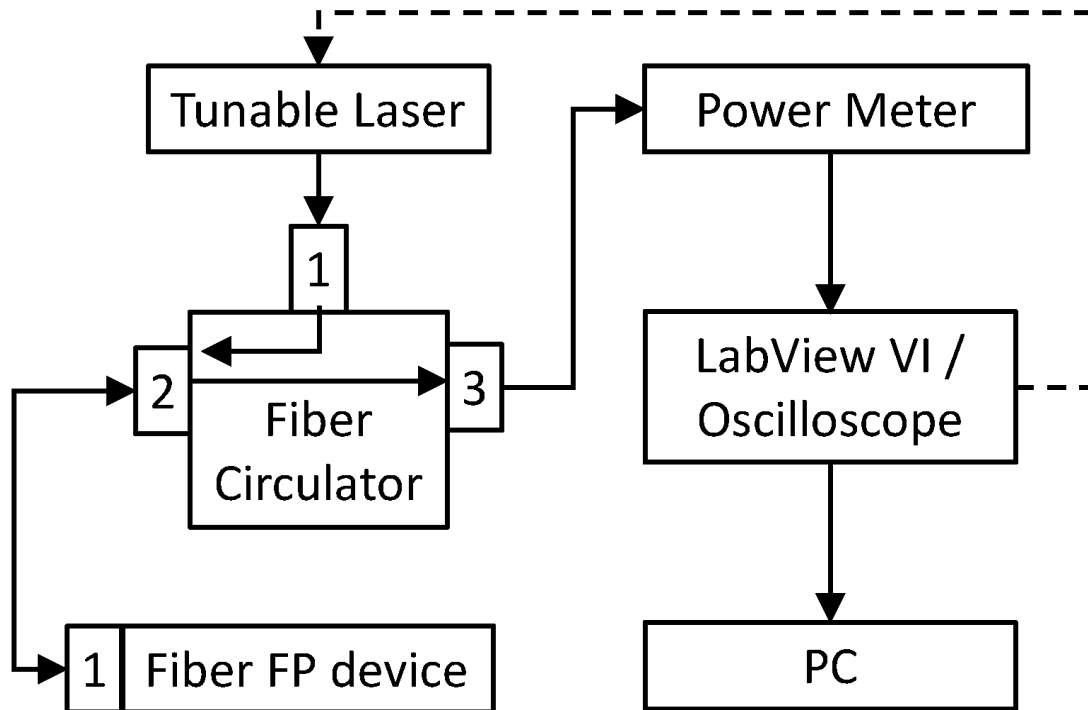 Tunable Laser
Power Meter
1
2
3
Fiber
Circulator
LabView VI /
Oscilloscope
1
Fiber FP device
PC